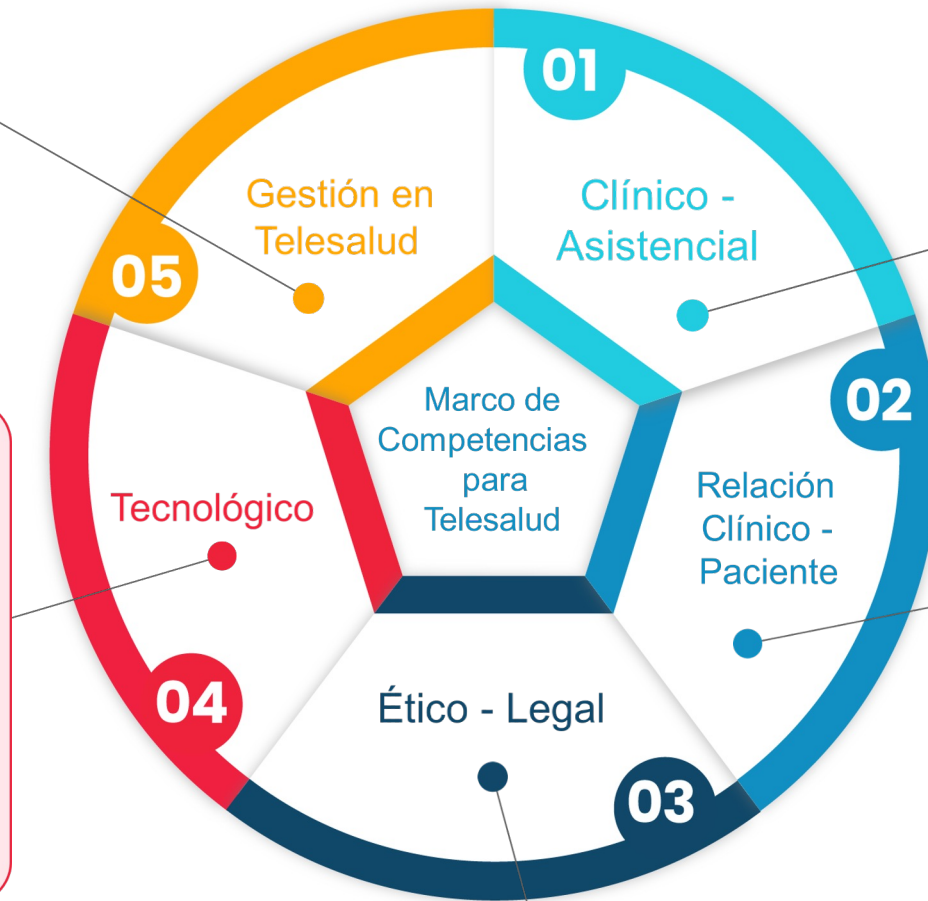 01
Clínico -
Asistencial
02
Relación
Clínico -
Paciente
03
Ético - Legal
04
Tecnológico
05
Gestión en
Telesalud
Marco de
Competencias
para
Telesalud